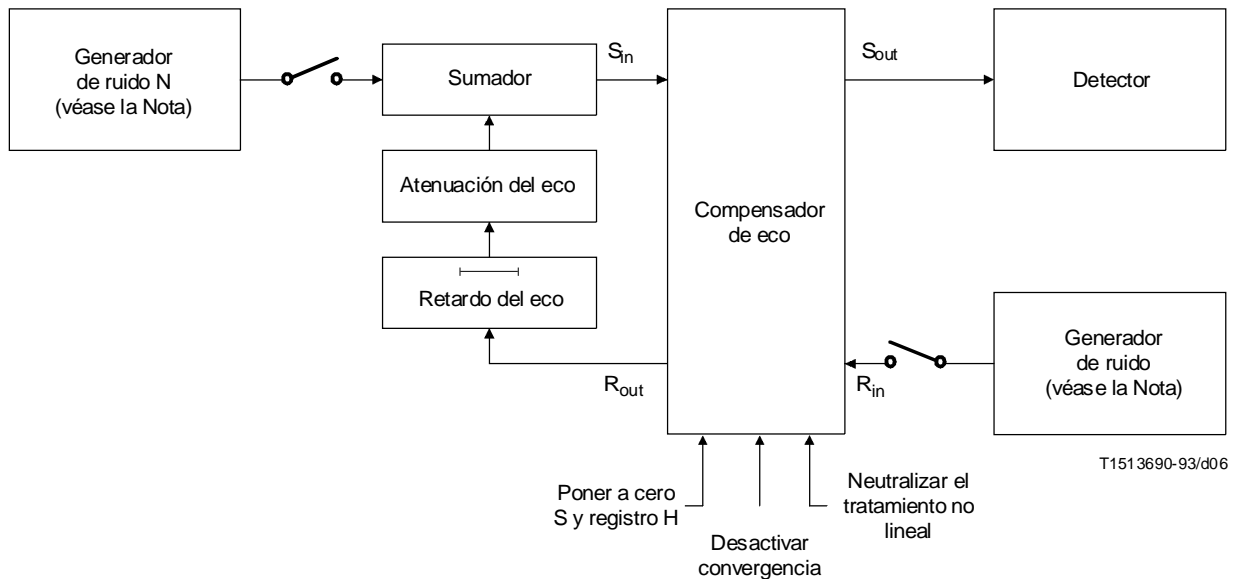 Generador
de ruido N
(véase la Nota)
Sumador
S_in
S_out
Detector
Atenuación del eco
Compensador
de eco
Retardo del eco
R_out
R_in
Generador
de ruido
(véase la Nota)
T1513690-93/d06
Poner a cero
S y registro H
Desactivar
convergencia
Neutralizar el
tratamiento no
lineal